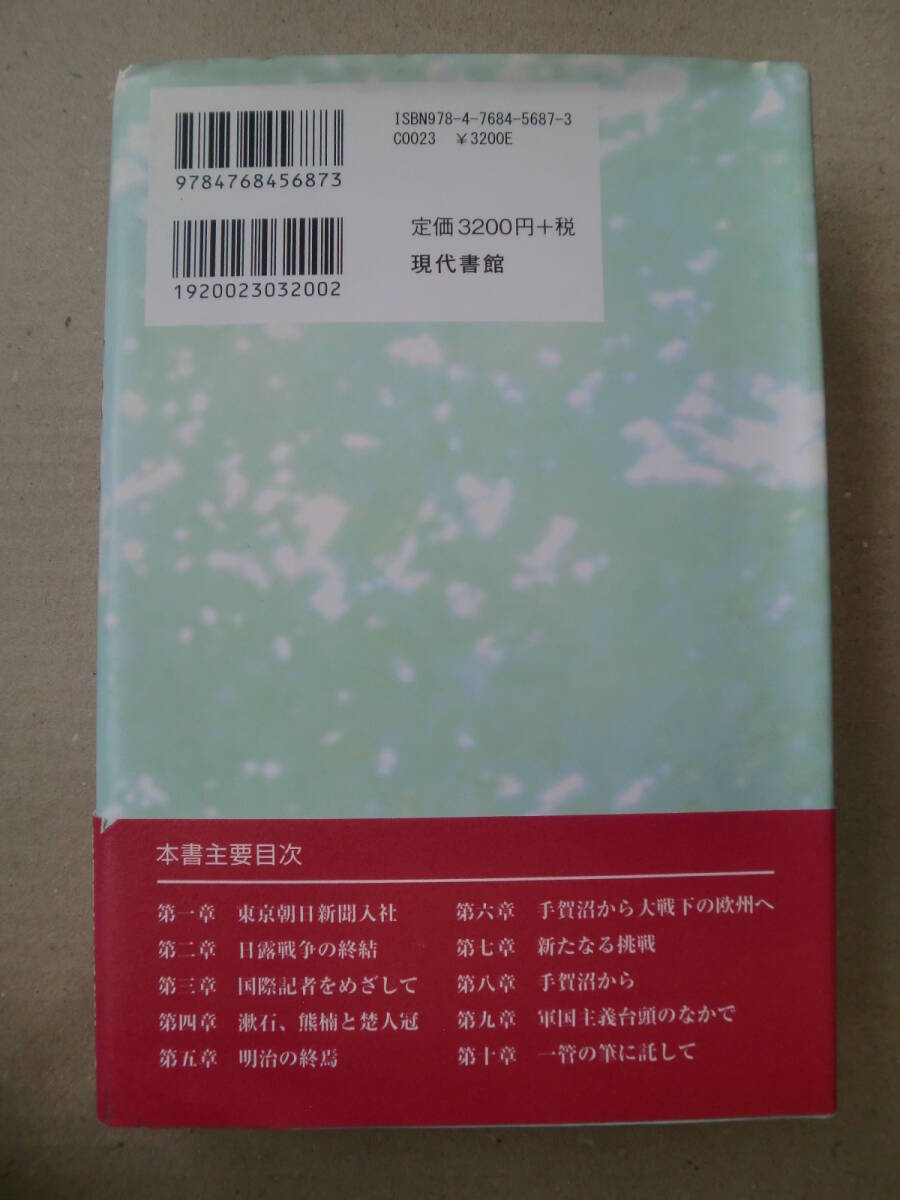 ISBN978-4-7684-5687-3
C0023 ¥3200E
9784768456873
定価3200円+税
現代書館
1920023032002
本書主要目次
第一章 東京朝日新聞入社
第二章 日露戦争の終結
第三章 国際記者をめざして
第四章 漱石、熊楠と楚人冠
第五章 明治の終焉
第六章 手賀沼から大戦下の欧州へ
第七章 新たなる挑戦
第八章 手賀沼から
第九章 軍国主義台頭のなかで
第十章 一管の筆に託して